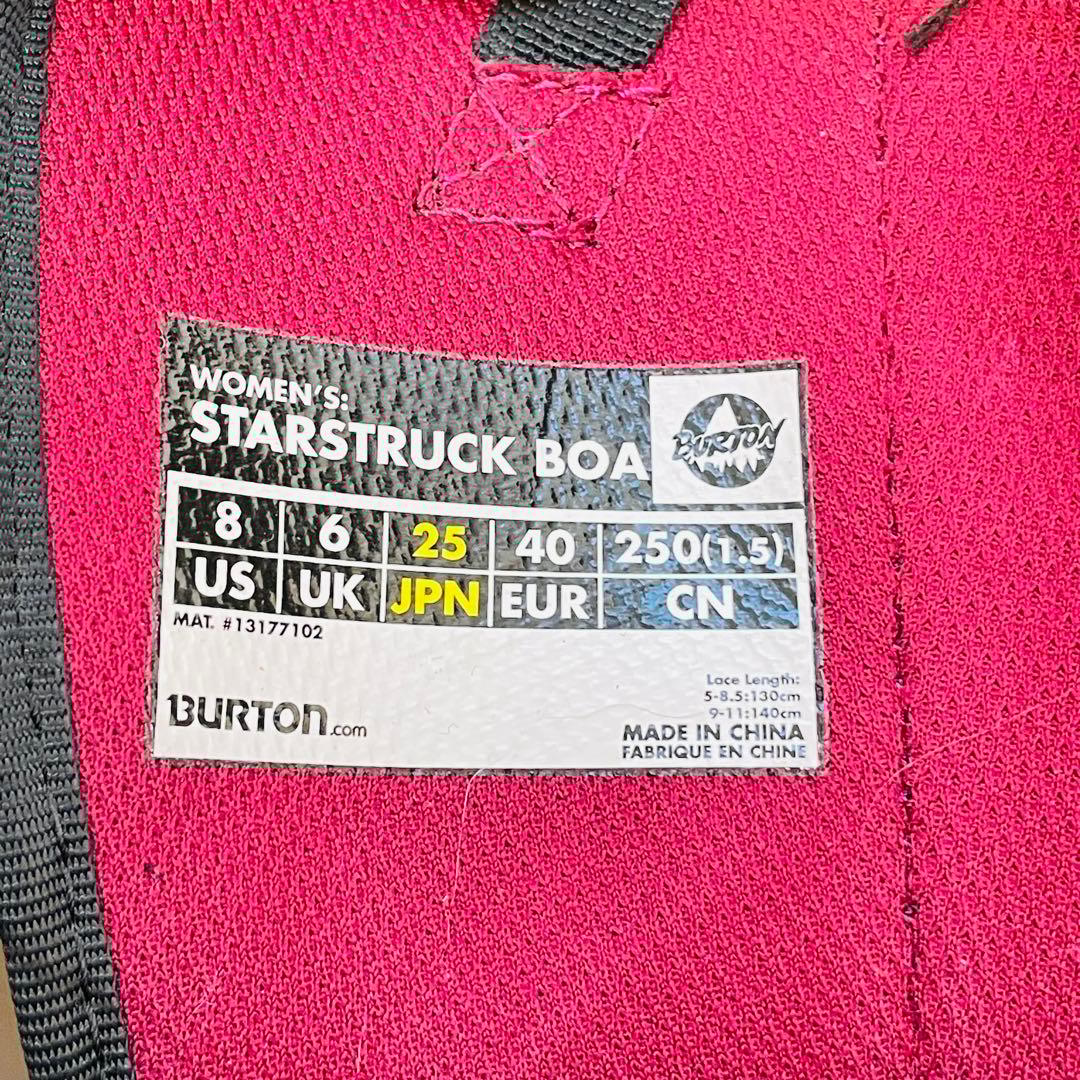 WOMEN'S:
STARSTRUCK BOA
BURTON
8 6 25 40 250(1.5)
US UK JPN EUR CN
MAT. #13177102
Lace Length:
5-8.5:130cm
9-11:140cm
BURTON.com
MADE IN CHINA
FABRIQUE EN CHINE